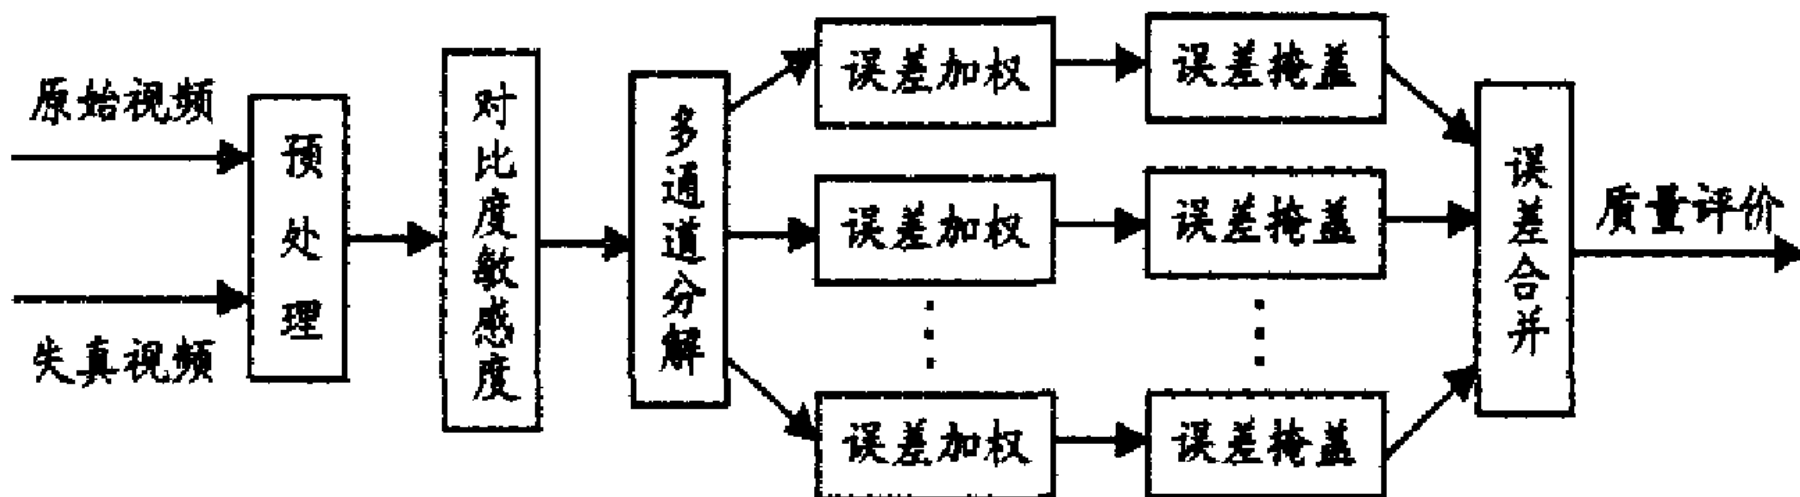 原始视频
失真视频
预处理
对比度敏感度
多通道分解
误差加权
误差掩盖
误差加权
误差掩盖
误差加权
误差掩盖
误差合并
质量评价